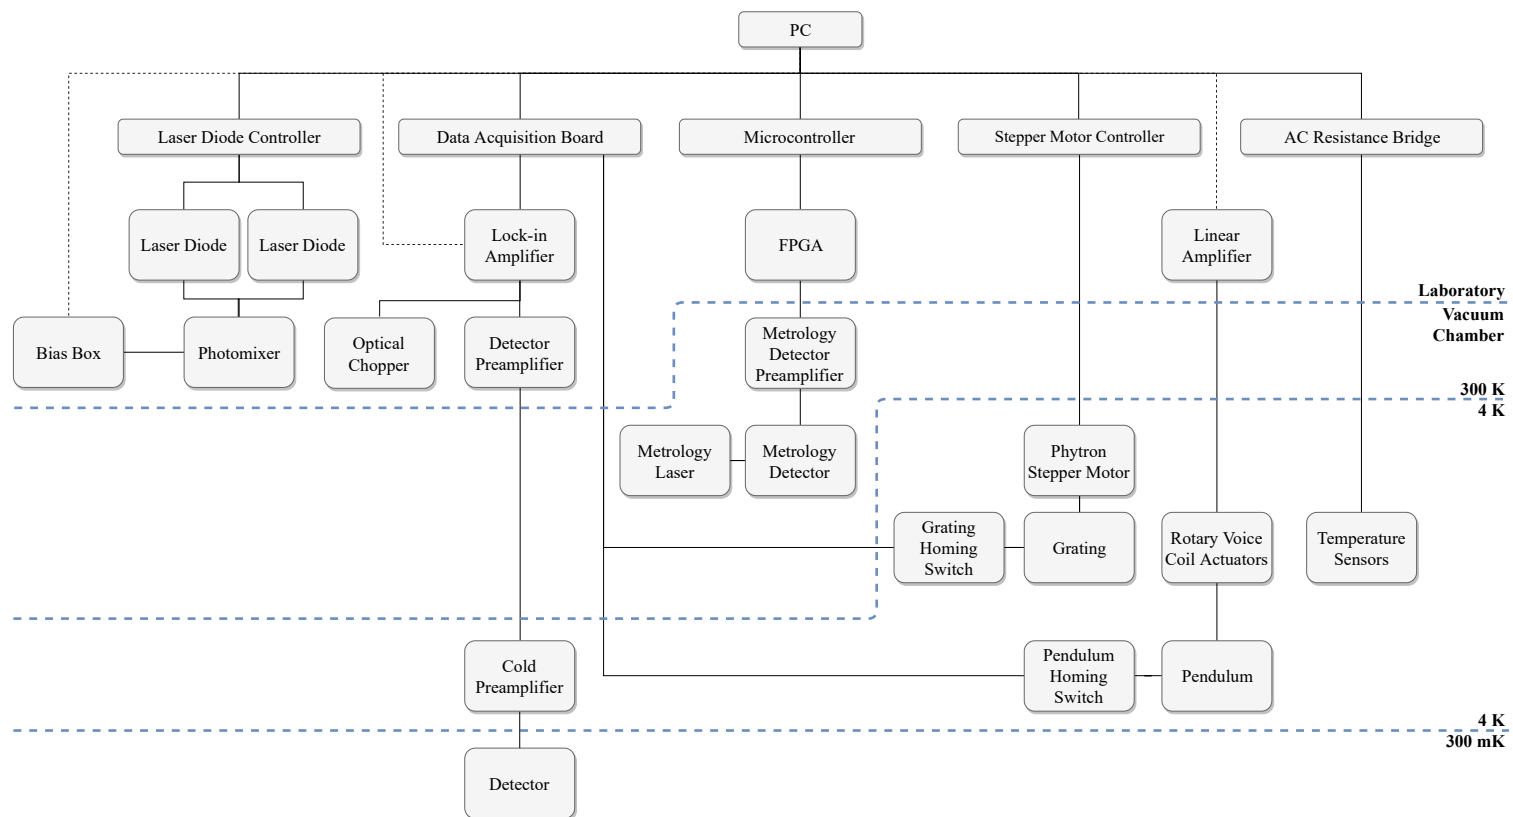 PC
Laser Diode Controller
Data Acquisition Board
Microcontroller
Stepper Motor Controller
AC Resistance Bridge
Laser Diode
Laser Diode
Lock-in
Amplifier
FPGA
Linear
Amplifier
Laboratory
Vacuum
Chamber
Bias Box
Photomixer
Optical
Chopper
Detector
Preamplifier
Metrology
Detector
Preamplifier
300 K
4 K
Metrology
Laser
Metrology
Detector
Phytron
Stepper Motor
Grating
Homing
Switch
Grating
Rotary Voice
Coil Actuators
Temperature
Sensors
Cold
Preamplifier
Pendulum
Homing
Switch
Pendulum
4 K
300 mK
Detector